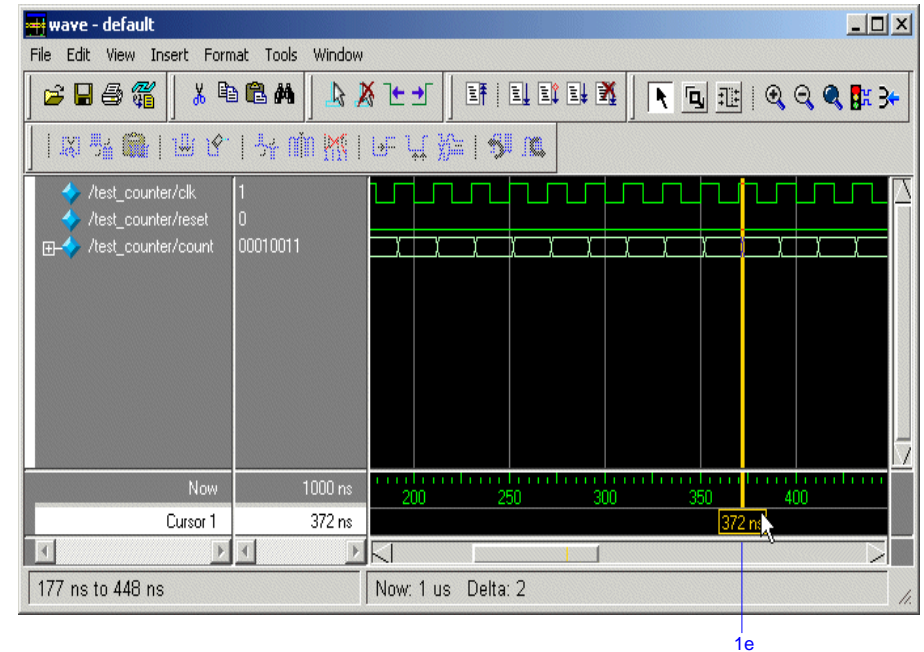 wave - default
File Edit View Insert Format Tools Window
/test_counter/clk 1
/test_counter/reset 0
/test_counter/count 00010011
Now 1000 ns 200 250 300 350 400
Cursor 1 372 ns 372 ns
177 ns to 448 ns Now: 1 us Delta: 2
1e